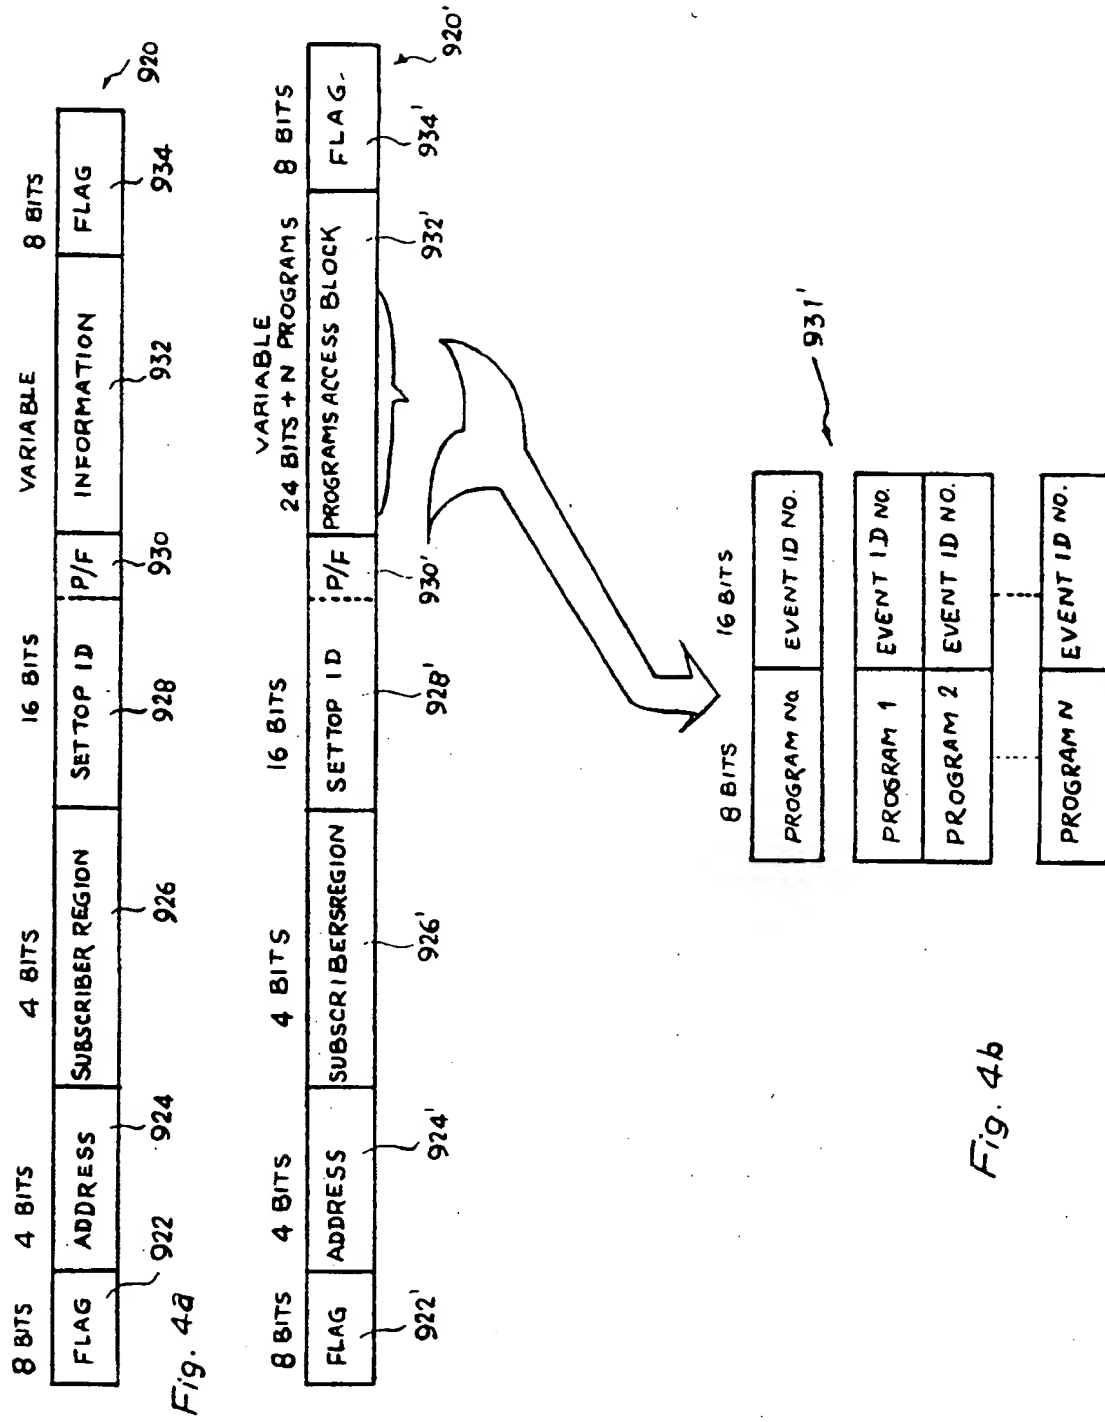 8 BITS 4 BITS 4 BITS 16 BITS VARIABLE 8 BITS
FLAG ADDRESS SUBSCRIBER REGION SET TOP ID P/F INFORMATION FLAG
922 924 926 928 930 932 934 920
Fig. 4a
VARIABLE
8 BITS 4 BITS 4 BITS 16 BITS 24 BITS + N PROGRAMS 8 BITS
FLAG ADDRESS SUBSCRIBERSREGION SET TOP ID P/F PROGRAMS ACCESS BLOCK FLAG.
922' 924' 926' 928' 930' 932' 934' 920'
8 BITS 16 BITS
PROGRAM No EVENT ID NO.
931'
PROGRAM 1 EVENT ID NO.
PROGRAM 2 EVENT ID NO.
PROGRAM N EVENT ID NO.
Fig. 4b